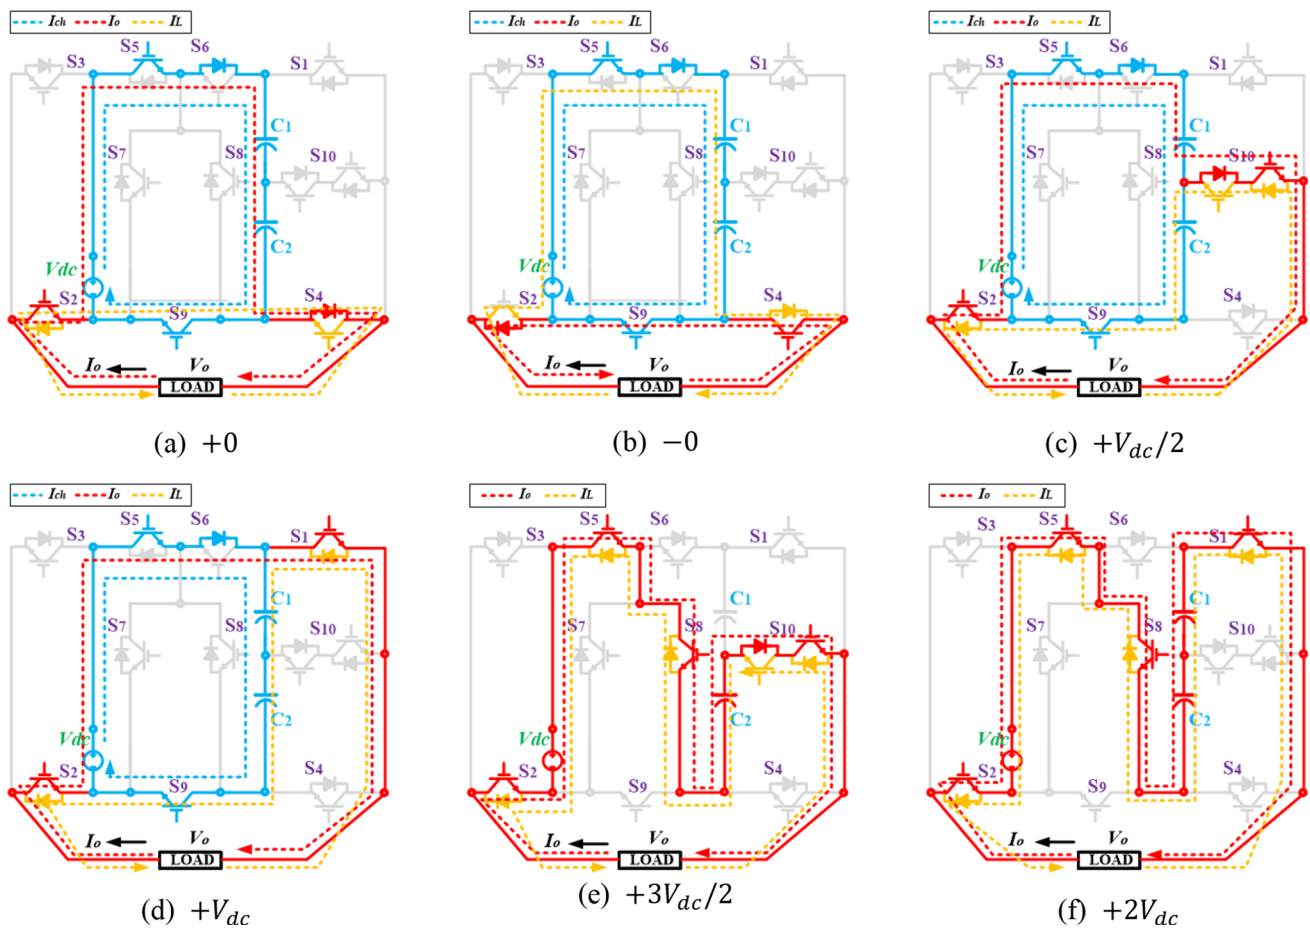 Ich Io IL
S3 S5 S6 S1
C1
S7 S8 S10
C2
Vdc
S2 S9 S4
Io Vo
LOAD
(a) +0
Ich Io IL
S3 S5 S6 S1
C1
S7 S8 S10
C2
Vdc
S2 S9 S4
Io Vo
LOAD
(b) −0
Ich Io IL
S3 S5 S6 S1
C1
S7 S8 S10
C2
Vdc
S2 S9 S4
Io Vo
LOAD
(c) +Vdc/2
Ich Io IL
S3 S5 S6 S1
C1
S7 S8 S10
C2
Vdc
S2 S9 S4
Io Vo
LOAD
(d) +Vdc
Io IL
S3 S5 S6 S1
C1
S7 S8 S10
C2
Vdc
S2 S9 S4
Io Vo
LOAD
(e) +3Vdc/2
Io IL
S3 S5 S6 S1
C1
S7 S8 S10
C2
Vdc
S2 S9 S4
Io Vo
LOAD
(f) +2Vdc